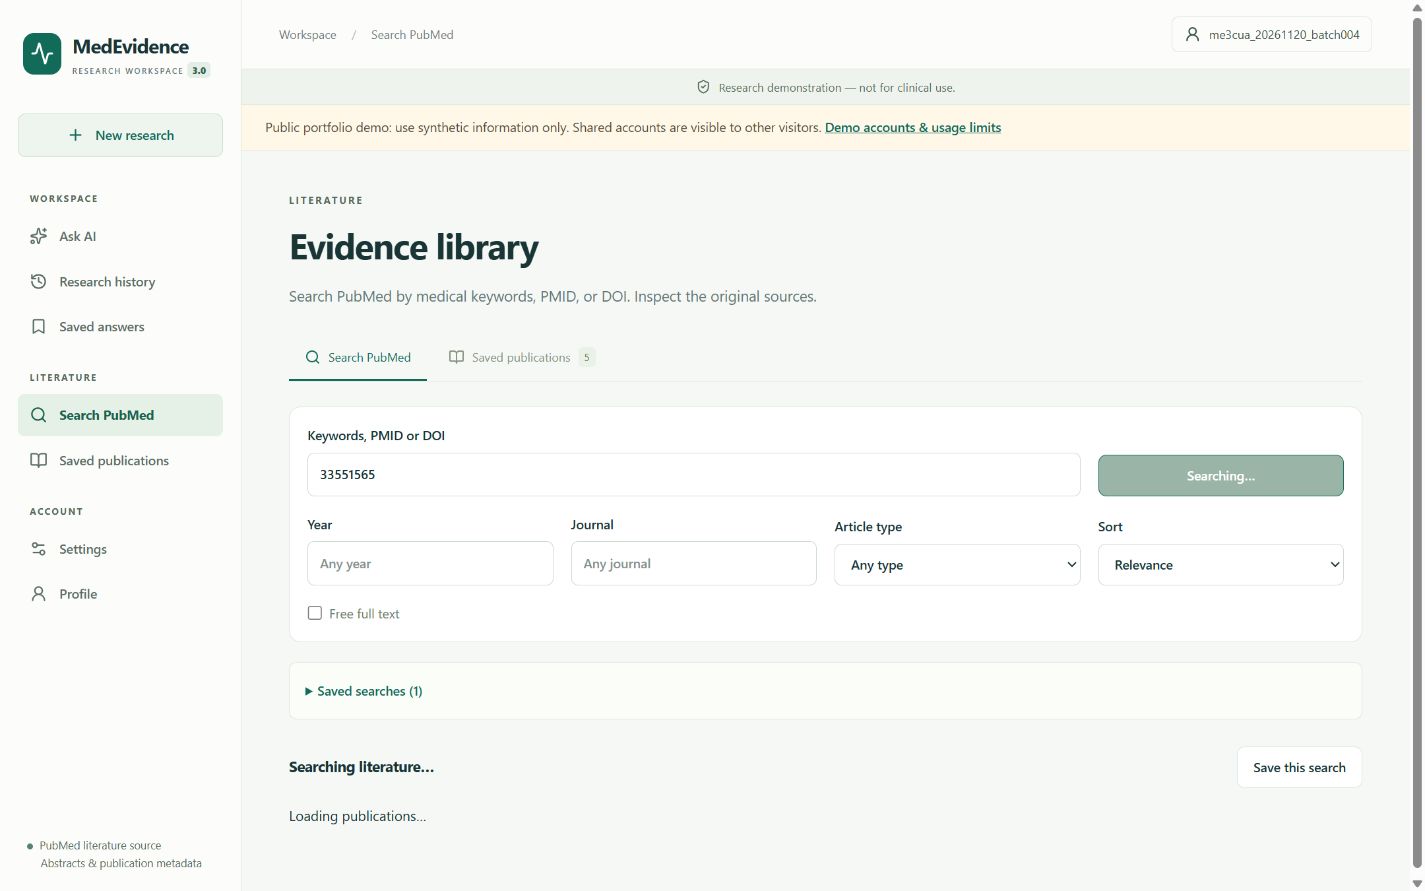 MedEvidence
RESEARCH WORKSPACE 3.0
New research
WORKSPACE
Ask AI
Research history
Saved answers
LITERATURE
Search PubMed
Saved publications
ACCOUNT
Settings
Profile
PubMed literature source
Abstracts & publication metadata
Workspace / Search PubMed
me3cua_20261120_batch004
Research demonstration — not for clinical use.
Public portfolio demo: use synthetic information only. Shared accounts are visible to other visitors. Demo accounts & usage limits
LITERATURE
Evidence library
Search PubMed by medical keywords, PMID, or DOI. Inspect the original sources.
Search PubMed
Saved publications 5
Keywords, PMID or DOI
33551565
Searching...
Year
Journal
Article type
Sort
Any year
Any journal
Any type
Relevance
Free full text
Saved searches (1)
Searching literature…
Save this search
Loading publications...